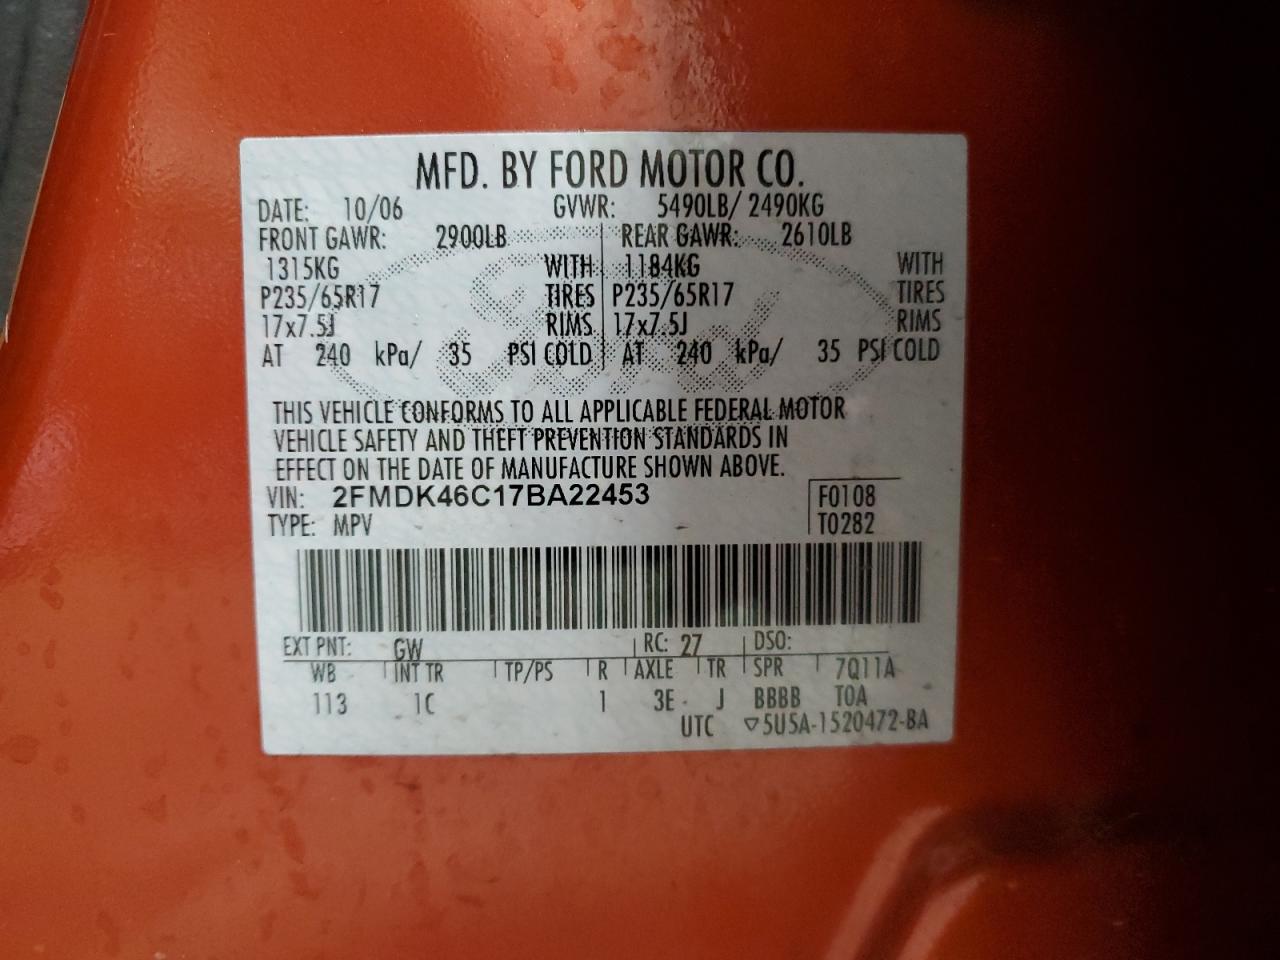 MFD. BY FORD MOTOR CO.
DATE: 10/06 GVWR: 5490LB/ 2490KG
FRONT GAWR: 2900LB REAR GAWR: 2610LB
1315KG WITH 1184KG WITH
P235/65R17 TIRES P235/65R17 TIRES
17x7.5J RIMS 17x7.5J RIMS
AT 240 kPa/ 35 PSI COLD AT 240 kPa/ 35 PSI COLD
Ford
THIS VEHICLE CONFORMS TO ALL APPLICABLE FEDERAL MOTOR
VEHICLE SAFETY AND THEFT PREVENTION STANDARDS IN
EFFECT ON THE DATE OF MANUFACTURE SHOWN ABOVE.
VIN: 2FMDK46C17BA22453 F0108
TYPE: MPV T0282
EXT PNT: GW RC: 27 DSO:
WB INT TR TP/PS R AXLE TR SPR 7Q11A
113 1C 1 3E J BBBB TOA
UTC ▽5U5A-1520472-BA